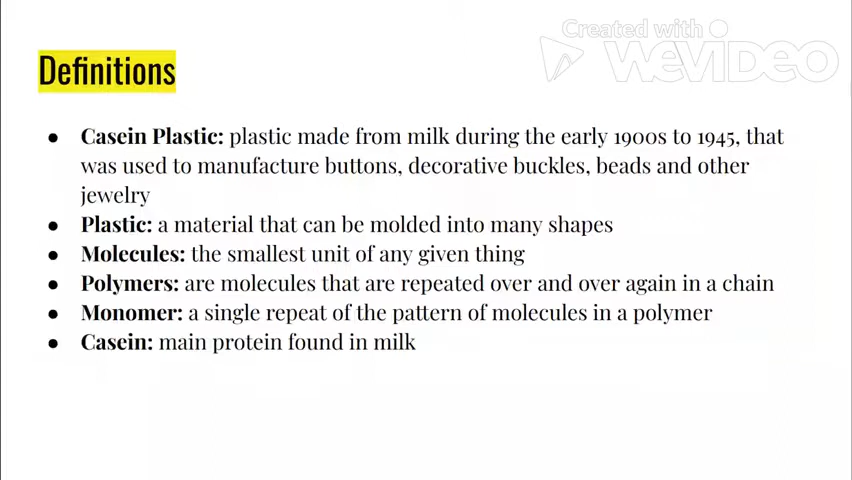 Created with
WEVIDEO
Definitions
● Casein Plastic: plastic made from milk during the early 1900s to 1945, that
was used to manufacture buttons, decorative buckles, beads and other
jewelry
● Plastic: a material that can be molded into many shapes
● Molecules: the smallest unit of any given thing
● Polymers: are molecules that are repeated over and over again in a chain
● Monomer: a single repeat of the pattern of molecules in a polymer
● Casein: main protein found in milk